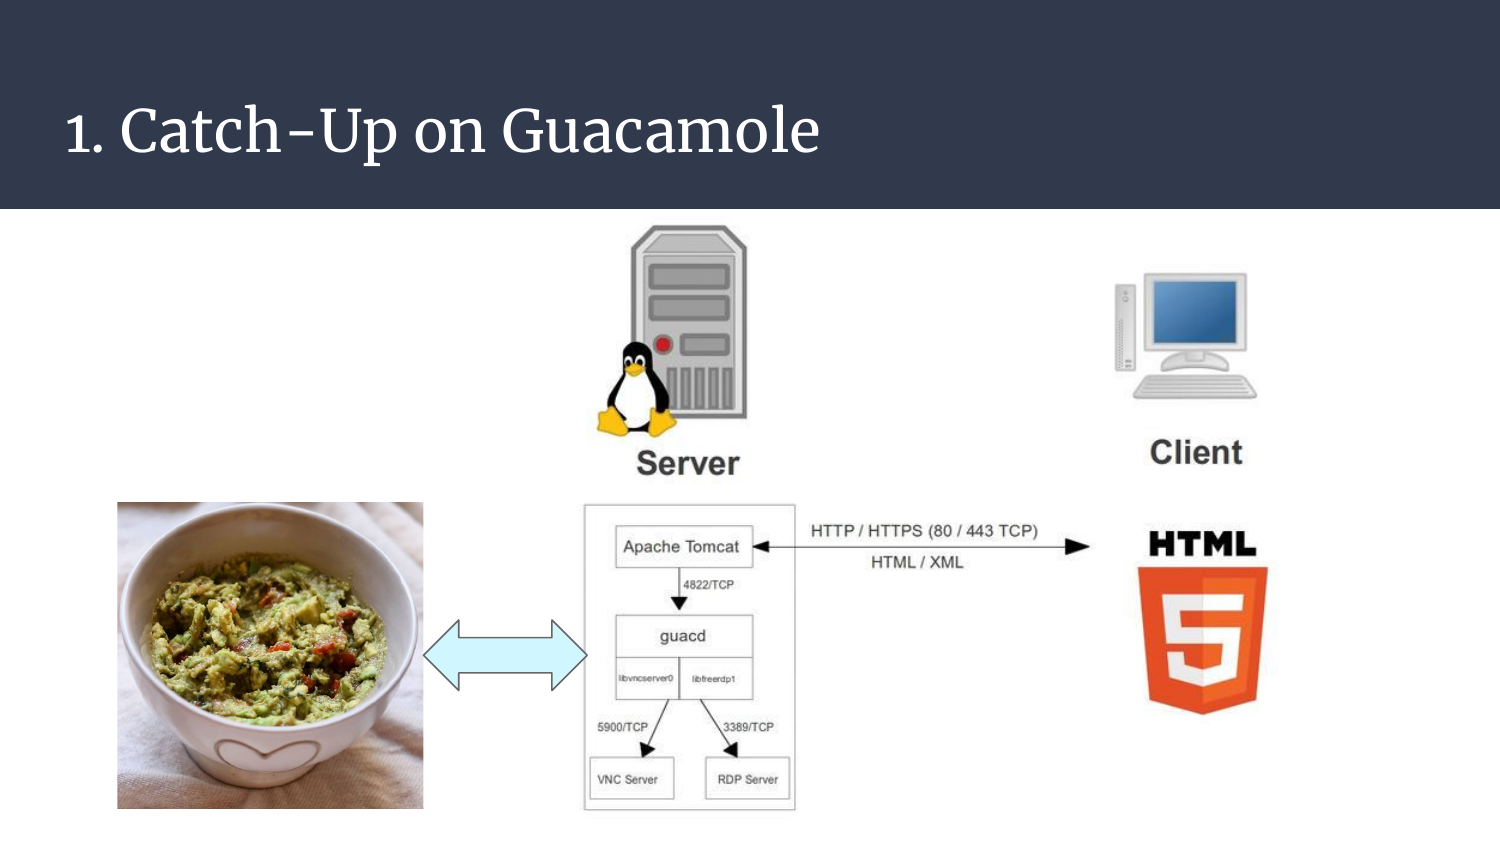 1. Catch-Up on Guacamole
Server
Client
Apache Tomcat
HTTP / HTTPS (80 / 443 TCP)
HTML / XML
4822/TCP
guacd
libvncserver0
libfreerdp1
5900/TCP
3389/TCP
VNC Server
RDP Server
HTML
5